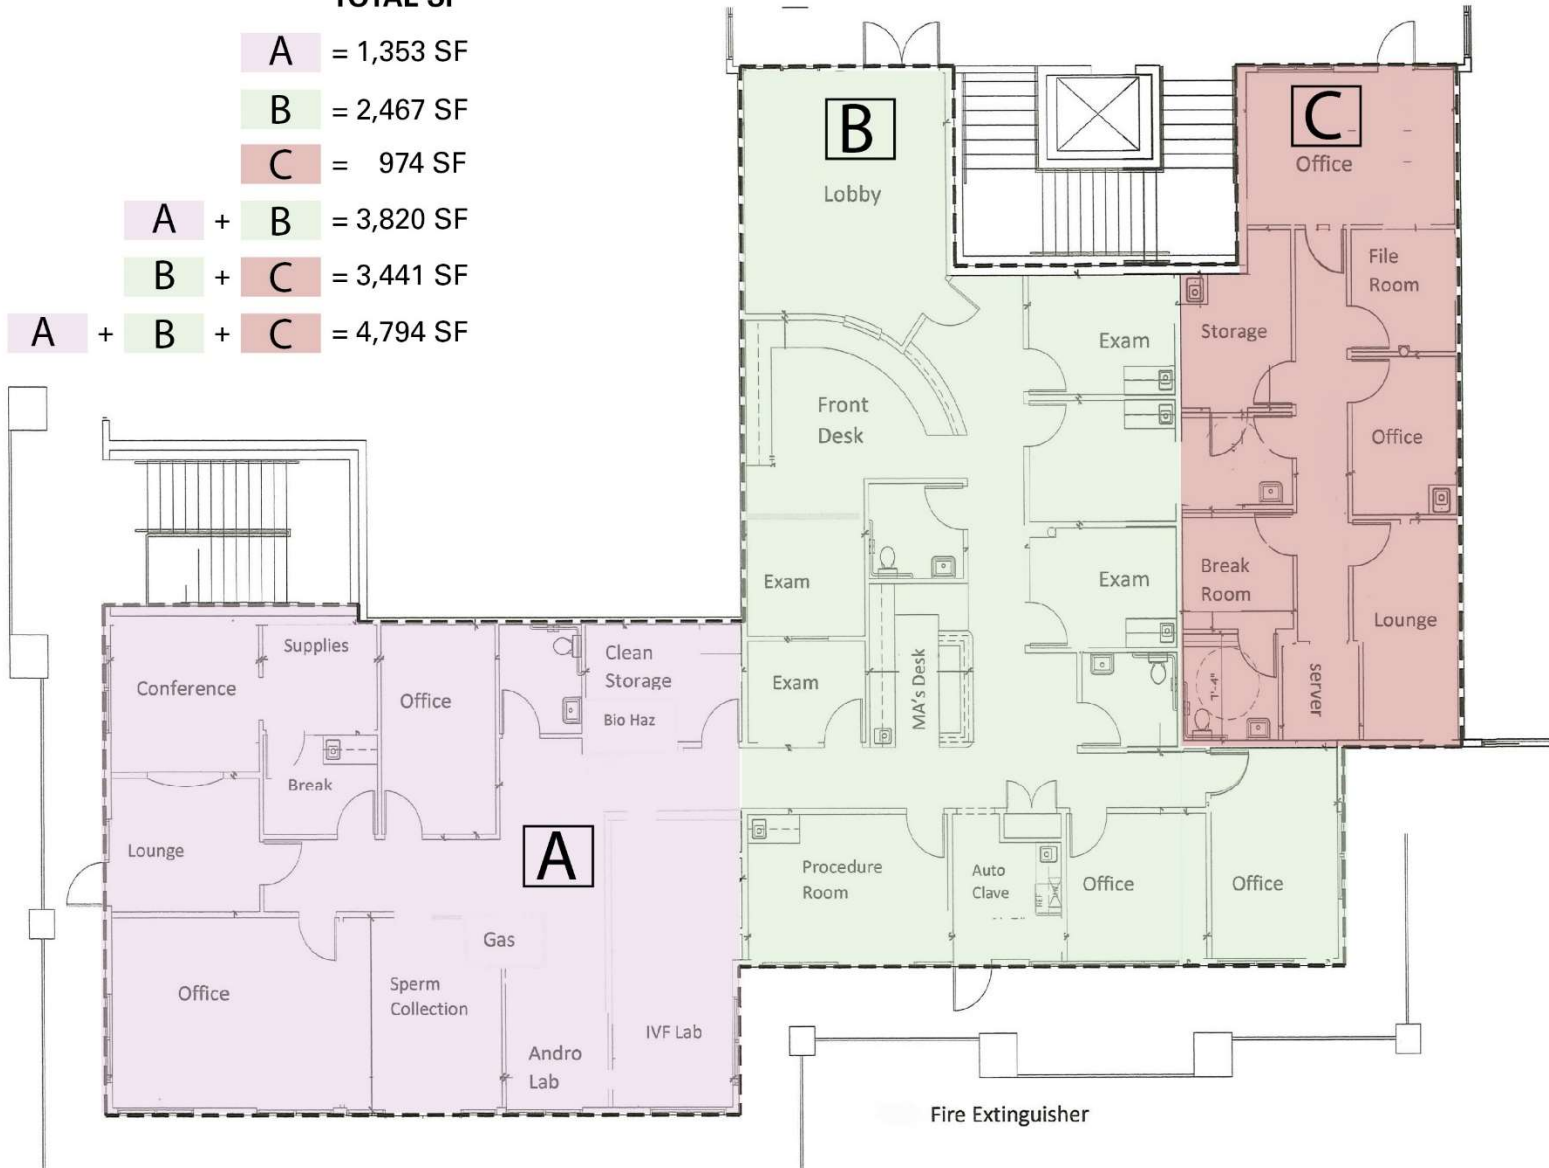 TOTAL SF
A = 1,353 SF
B = 2,467 SF
C = 974 SF
A + B = 3,820 SF
B + C = 3,441 SF
A + B + C = 4,794 SF
B
Lobby
C
Office
File
Room
Storage
Exam
Front
Desk
Office
Exam
Exam
Break
Room
Lounge
Supplies
Clean
Storage
Conference
Office
Bio Haz
Exam
MA's Desk
1'-4"
server
Break
Lounge
A
Procedure
Room
Auto
Clave
REF
Office
Office
Gas
Office
Sperm
Collection
IVF Lab
Andro
Lab
Fire Extinguisher